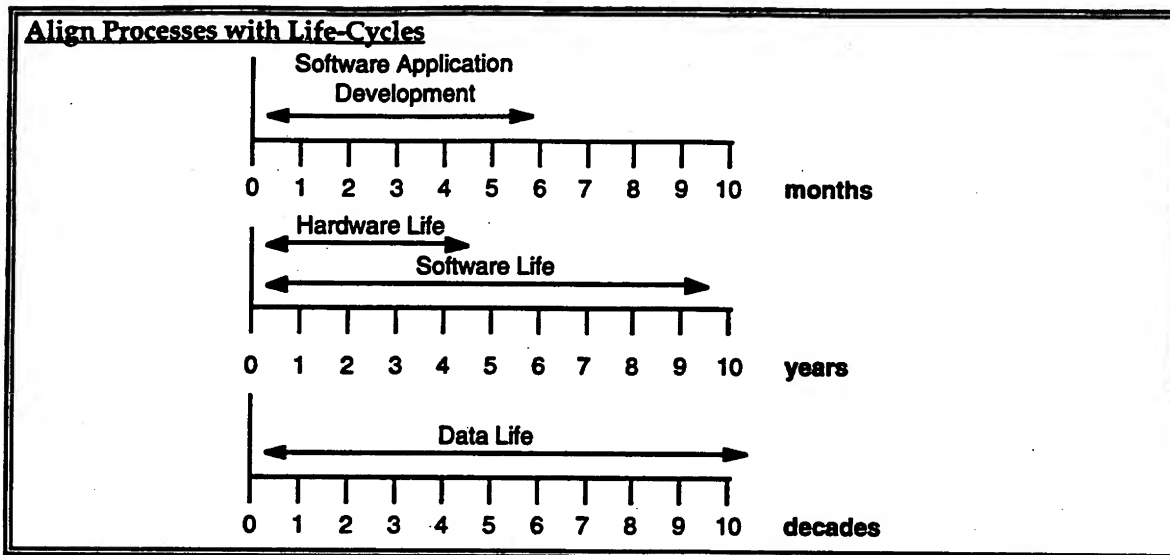 Align Processes with Life-Cycles
Software Application
Development
0 1 2 3 4 5 6 7 8 9 10 months
Hardware Life
Software Life
0 1 2 3 4 5 6 7 8 9 10 years
Data Life
0 1 2 3 4 5 6 7 8 9 10 decades